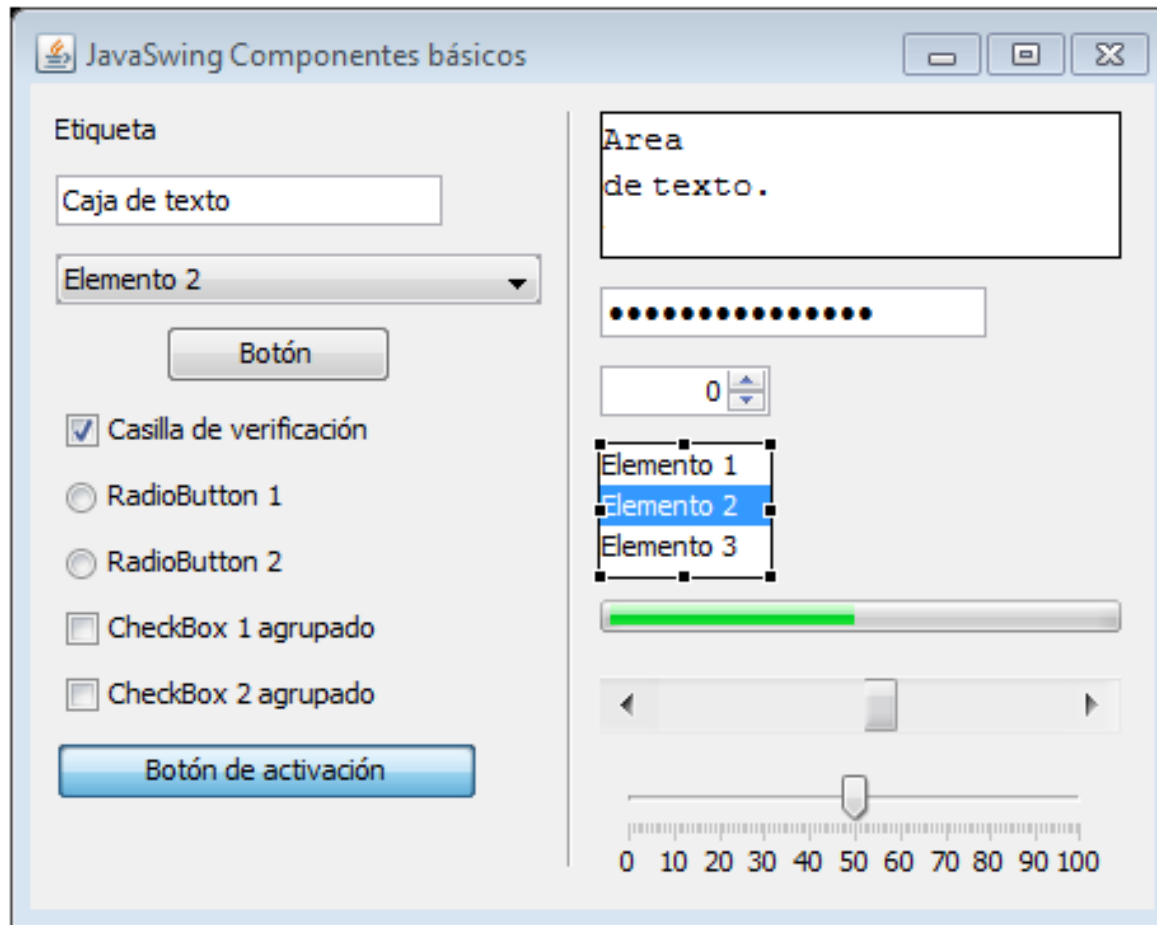 JavaSwing Componentes básicos
Etiqueta
Caja de texto
Elemento 2
Botón
Casilla de verificación
RadioButton 1
RadioButton 2
CheckBox 1 agrupado
CheckBox 2 agrupado
Botón de activación
Area
de texto.
●●●●●●●●●●●●●●●
0
Elemento 1
Elemento 2
Elemento 3
0 10 20 30 40 50 60 70 80 90 100